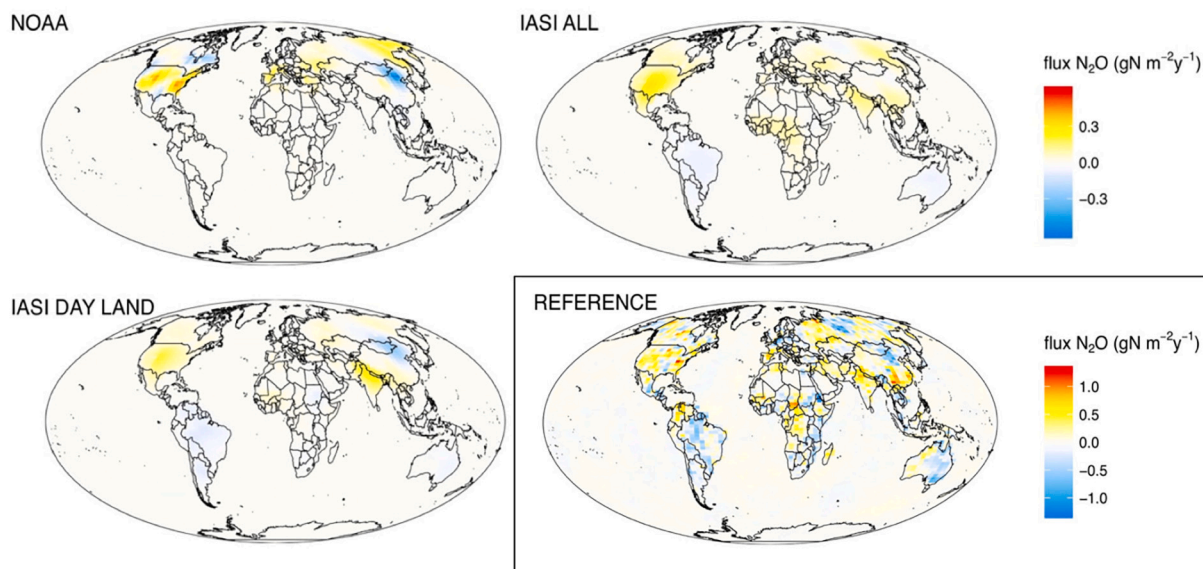 NOAA
IASI ALL
flux N₂O (gN m⁻²y⁻¹)
0.3
0.0
−0.3
IASI DAY LAND
REFERENCE
flux N₂O (gN m⁻²y⁻¹)
1.0
0.5
0.0
−0.5
−1.0